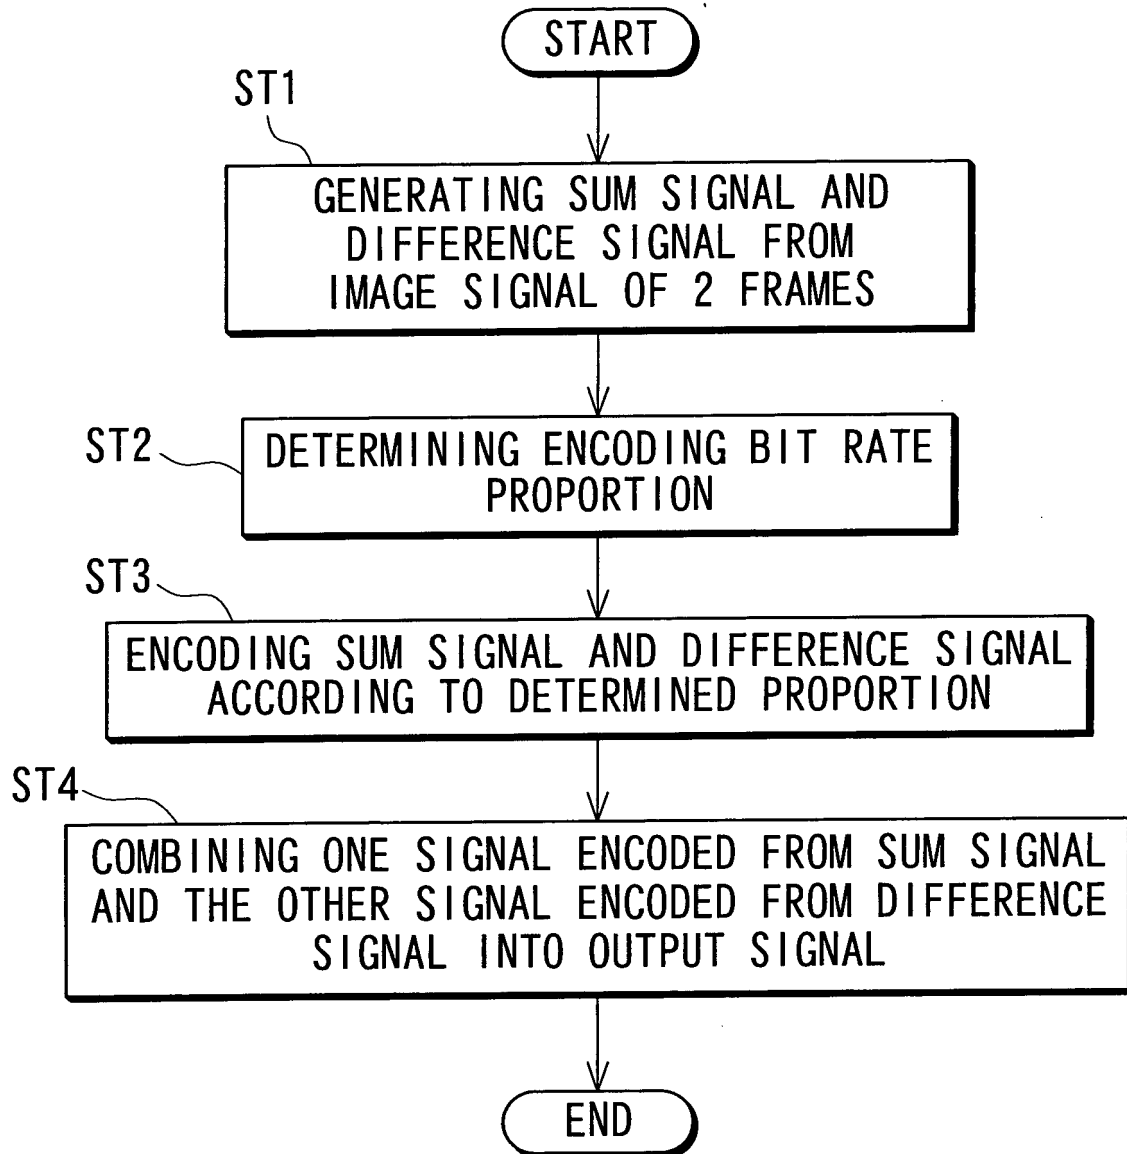 START
ST1
GENERATING SUM SIGNAL AND
DIFFERENCE SIGNAL FROM
IMAGE SIGNAL OF 2 FRAMES
ST2
DETERMINING ENCODING BIT RATE
PROPORTION
ST3
ENCODING SUM SIGNAL AND DIFFERENCE SIGNAL
ACCORDING TO DETERMINED PROPORTION
ST4
COMBINING ONE SIGNAL ENCODED FROM SUM SIGNAL
AND THE OTHER SIGNAL ENCODED FROM DIFFERENCE
SIGNAL INTO OUTPUT SIGNAL
END